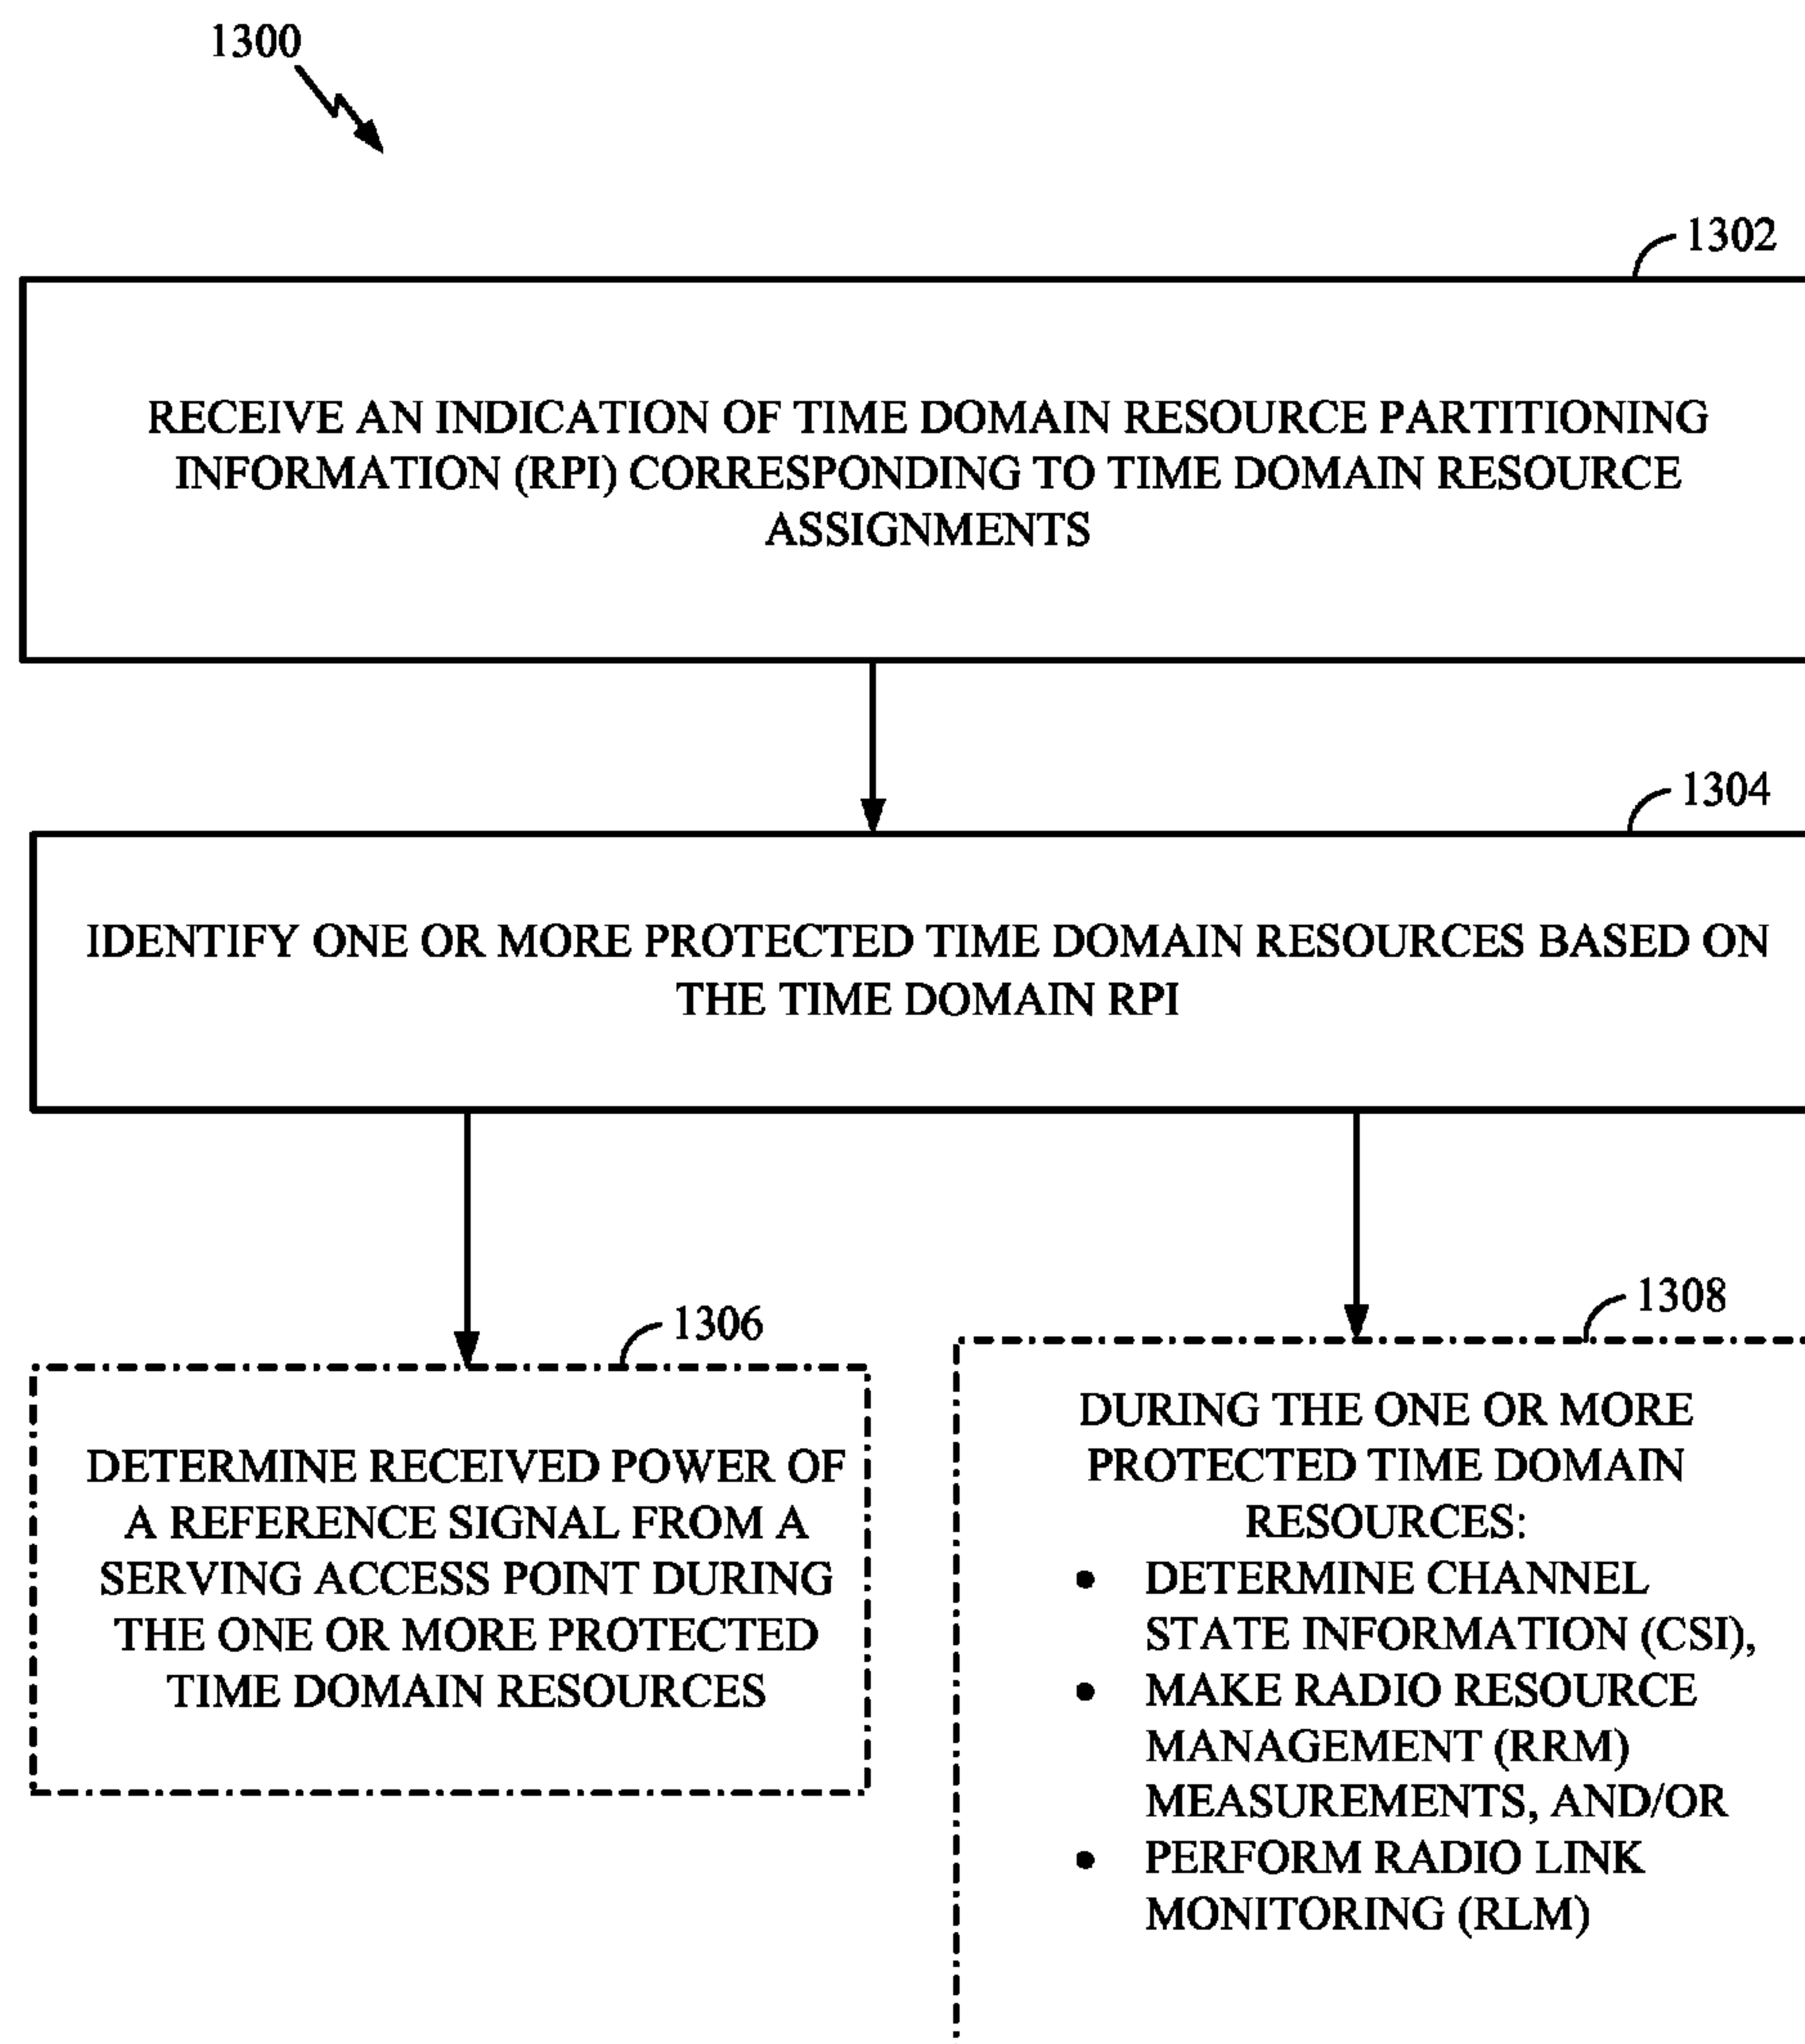 1300
1302
RECEIVE AN INDICATION OF TIME DOMAIN RESOURCE PARTITIONING
INFORMATION (RPI) CORRESPONDING TO TIME DOMAIN RESOURCE
ASSIGNMENTS
1304
IDENTIFY ONE OR MORE PROTECTED TIME DOMAIN RESOURCES BASED ON
THE TIME DOMAIN RPI
1306
DETERMINE RECEIVED POWER OF
A REFERENCE SIGNAL FROM A
SERVING ACCESS POINT DURING
THE ONE OR MORE PROTECTED
TIME DOMAIN RESOURCES
1308
DURING THE ONE OR MORE
PROTECTED TIME DOMAIN
RESOURCES:
• DETERMINE CHANNEL
STATE INFORMATION (CSI),
• MAKE RADIO RESOURCE
MANAGEMENT (RRM)
MEASUREMENTS, AND/OR
• PERFORM RADIO LINK
MONITORING (RLM)